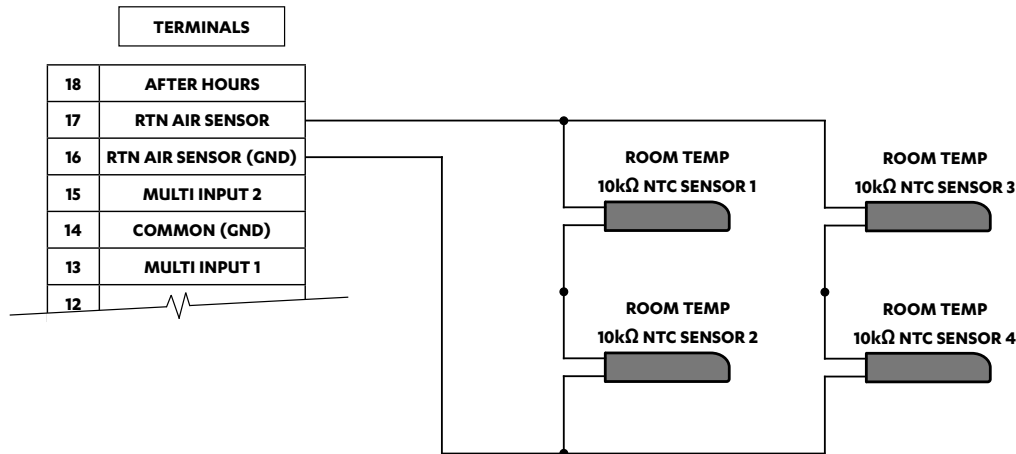 TERMINALS
18 AFTER HOURS
17 RTN AIR SENSOR
16 RTN AIR SENSOR (GND)
15 MULTI INPUT 2
14 COMMON (GND)
13 MULTI INPUT 1
12
ROOM TEMP
10kΩ NTC SENSOR 1
ROOM TEMP
10kΩ NTC SENSOR 3
ROOM TEMP
10kΩ NTC SENSOR 2
ROOM TEMP
10kΩ NTC SENSOR 4